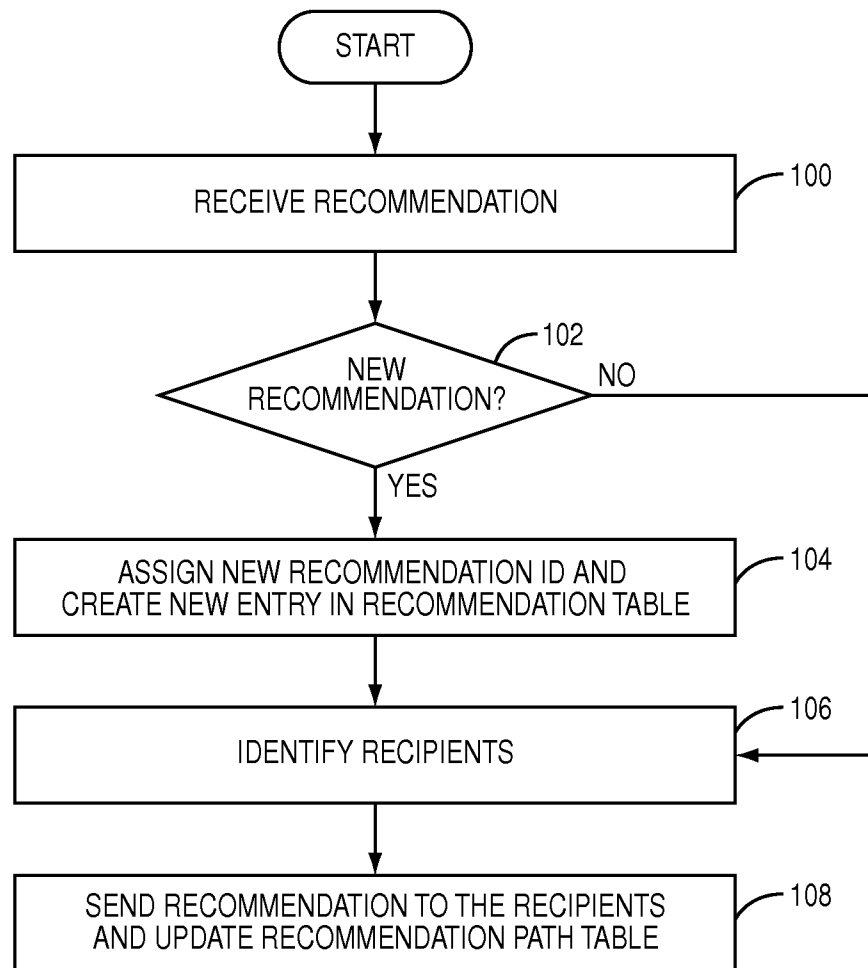 START
RECEIVE RECOMMENDATION
100
102
NEW
RECOMMENDATION?
NO
YES
ASSIGN NEW RECOMMENDATION ID AND
CREATE NEW ENTRY IN RECOMMENDATION TABLE
104
IDENTIFY RECIPIENTS
106
SEND RECOMMENDATION TO THE RECIPIENTS
AND UPDATE RECOMMENDATION PATH TABLE
108